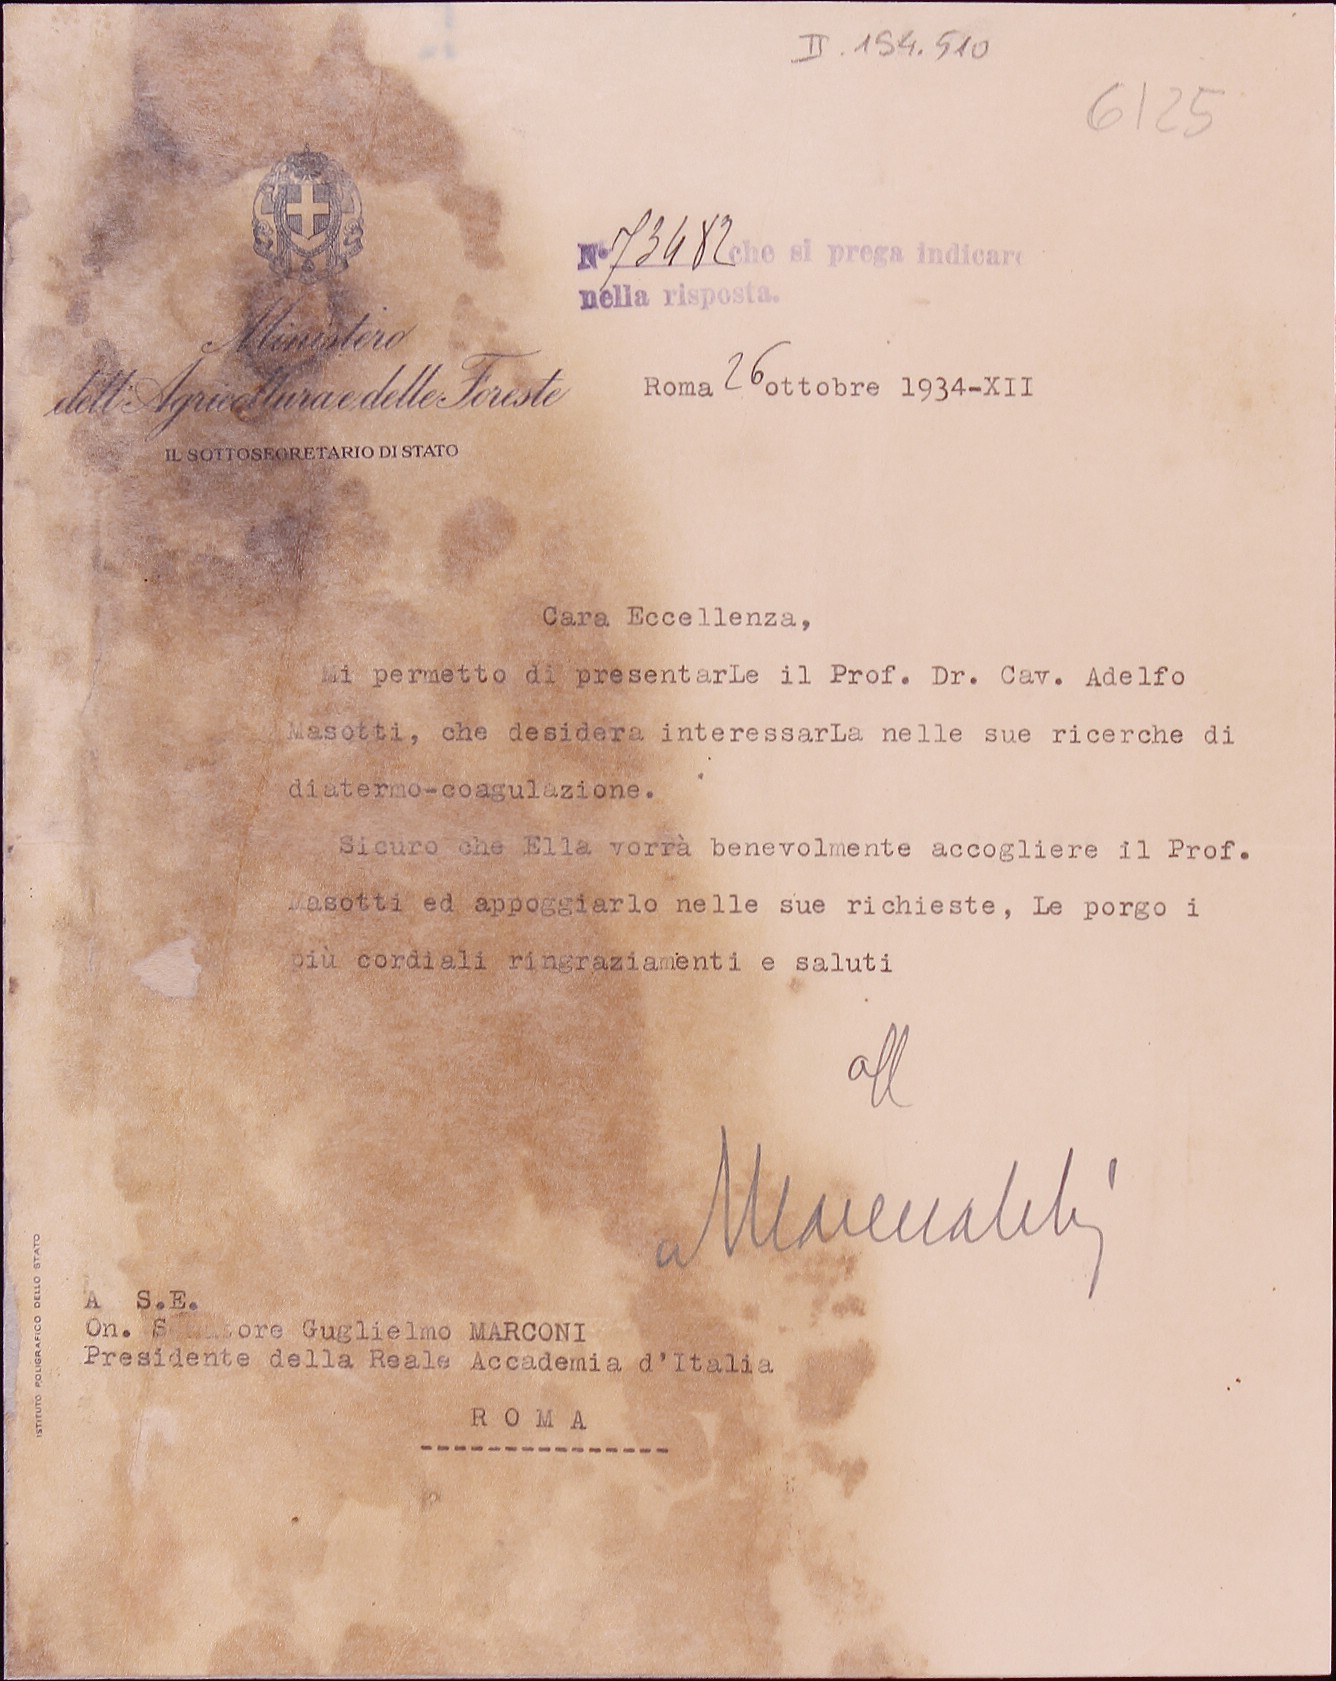 II. 194.510
6125
N° 73482 che si prega indicare
nella risposta.
Ministero
dell'Agricoltura e delle Foreste
IL SOTTOSEGRETARIO DI STATO
Roma 26 ottobre 1934-XII
Cara Eccellenza,
Mi permetto di presentarLe il Prof. Dr. Cav. Adelfo
Masotti, che desidera interessarLa nelle sue ricerche di
diatermo-coagulazione.
Sicuro che Ella vorrà benevolmente accogliere il Prof.
Masotti ed appoggiarlo nelle sue richieste, Le porgo i
più cordiali ringraziamenti e saluti
aff
A S.E.
On. Senatore Guglielmo MARCONI
Presidente della Reale Accademia d'Italia
ROMA
ISTITUTO POLIGRAFICO DELLO STATO